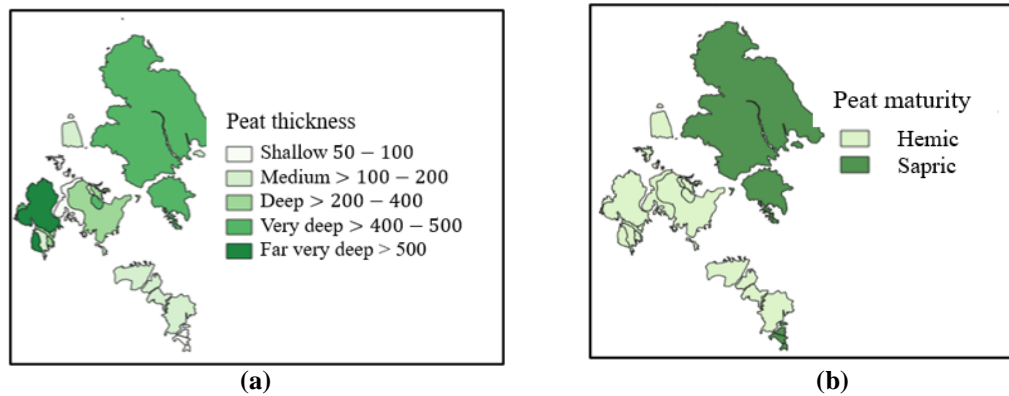 Peat thickness
Shallow 50 – 100
Medium > 100 – 200
Deep > 200 – 400
Very deep > 400 – 500
Far very deep > 500
(a)
Peat maturity
Hemic
Sapric
(b)